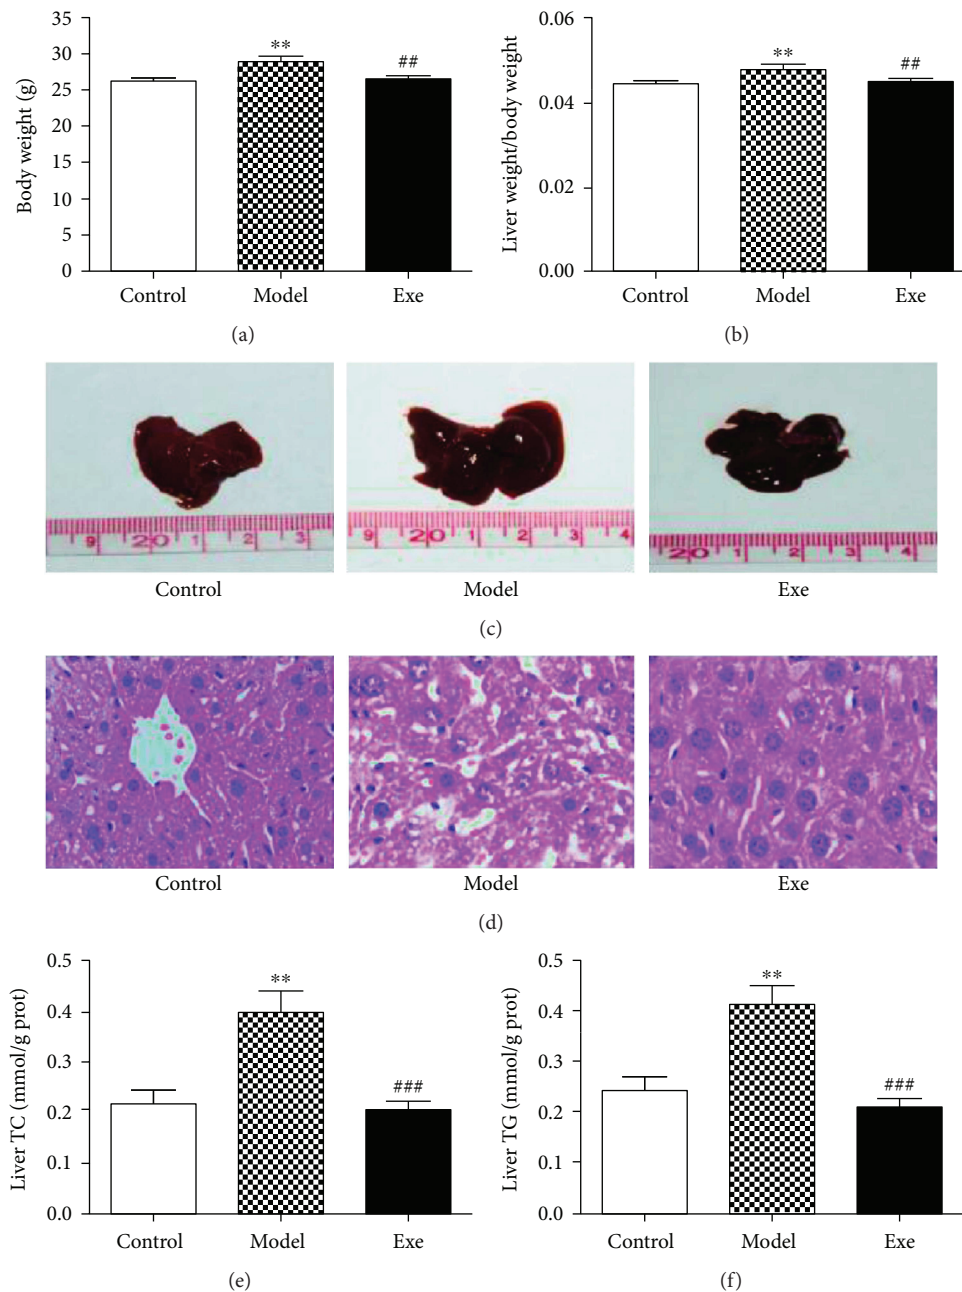 35
30
25
20
15
10
5
0
Body weight (g)
**
##
Control Model Exe
(a)
0.06
0.04
0.02
0.00
Liver weight/body weight
**
##
Control Model Exe
(b)
9 20 1 2 3
9 20 1 2 3 4
20 1 2 3 4
Control Model Exe
(c)
Control Model Exe
(d)
0.5
0.4
0.3
0.2
0.1
0.0
Liver TC (mmol/g prot)
**
###
Control Model Exe
(e)
0.5
0.4
0.3
0.2
0.1
0.0
Liver TG (mmol/g prot)
**
###
Control Model Exe
(f)